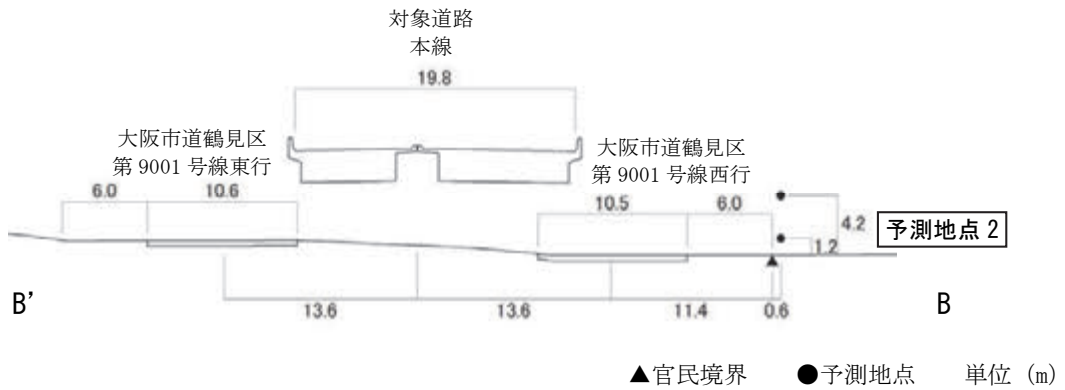 対象道路
本線
19.8
大阪市道鶴見区
第 9001 号線東行
大阪市道鶴見区
第 9001 号線西行
6.0
10.6
10.5
6.0
4.2
予測地点 2
1.2
B’
13.6
13.6
11.4
0.6
B
▲官民境界 ●予測地点 単位 (m)